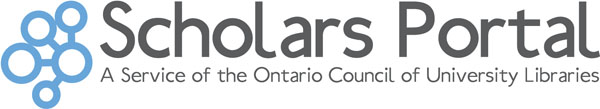 Scholars Portal
A Service of the Ontario Council of University Libraries